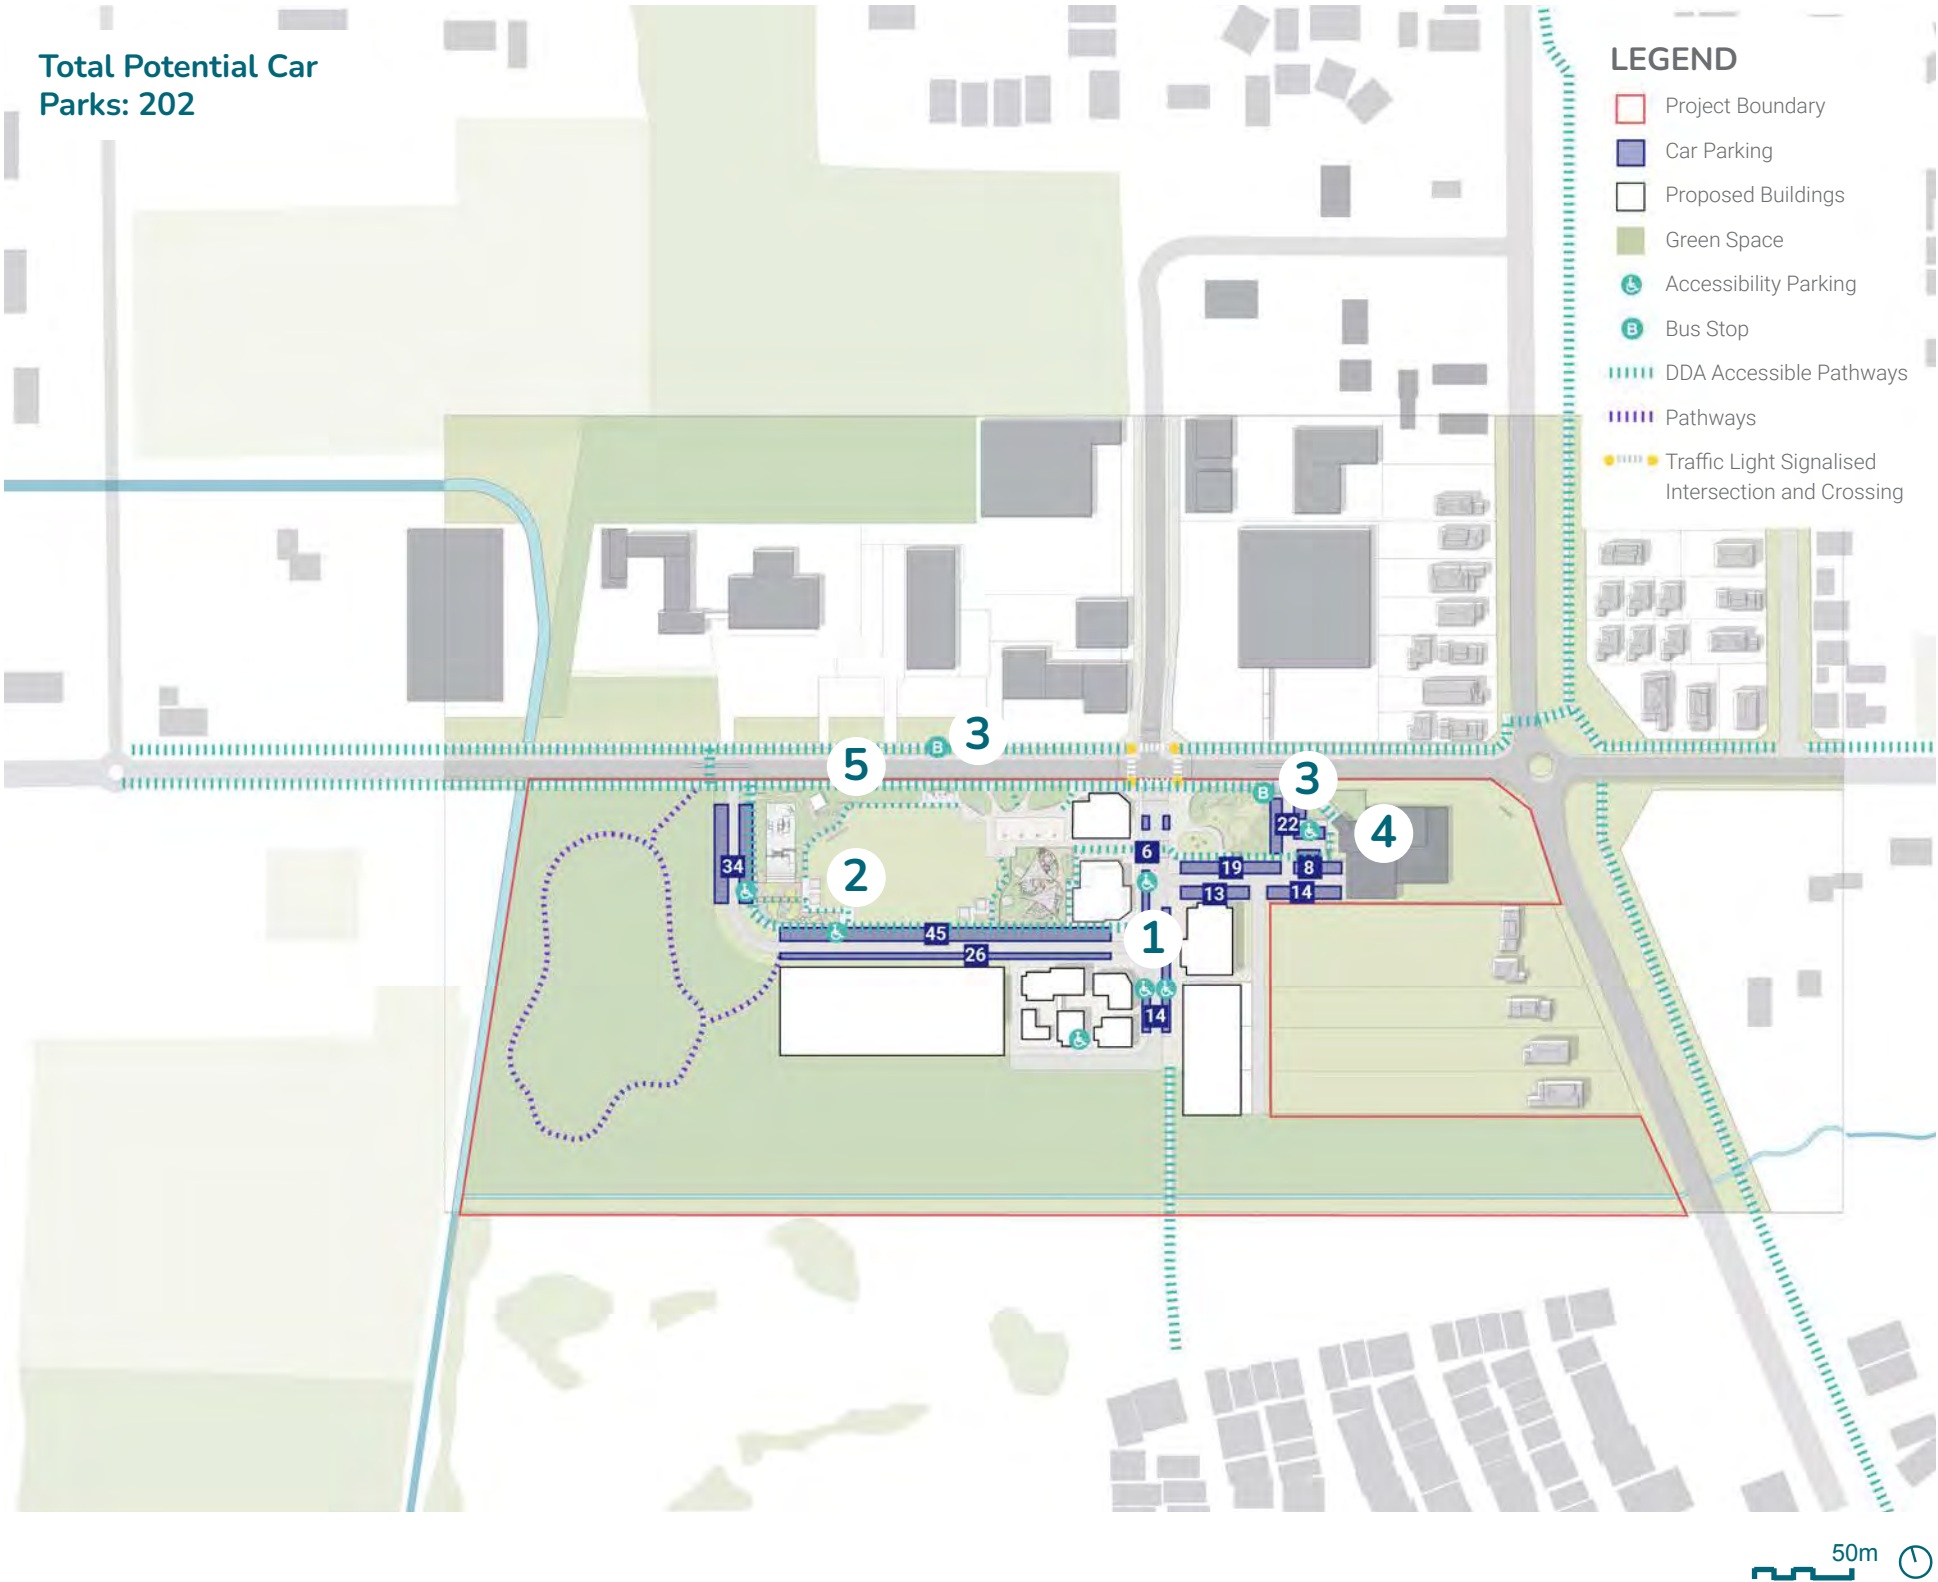 Total Potential Car
Parks: 202
LEGEND
Project Boundary
Car Parking
Proposed Buildings
Green Space
Accessibility Parking
B Bus Stop
DDA Accessible Pathways
Pathways
Traffic Light Signalised
Intersection and Crossing
B
3
5
3
B
22
4
6
34
19
8
2
13
14
45
1
26
14
50m